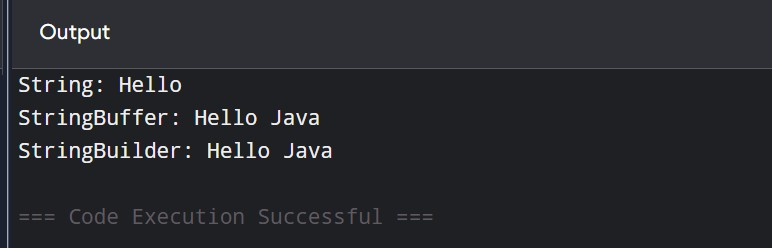 Output
String: Hello
StringBuffer: Hello Java
StringBuilder: Hello Java
=== Code Execution Successful ===